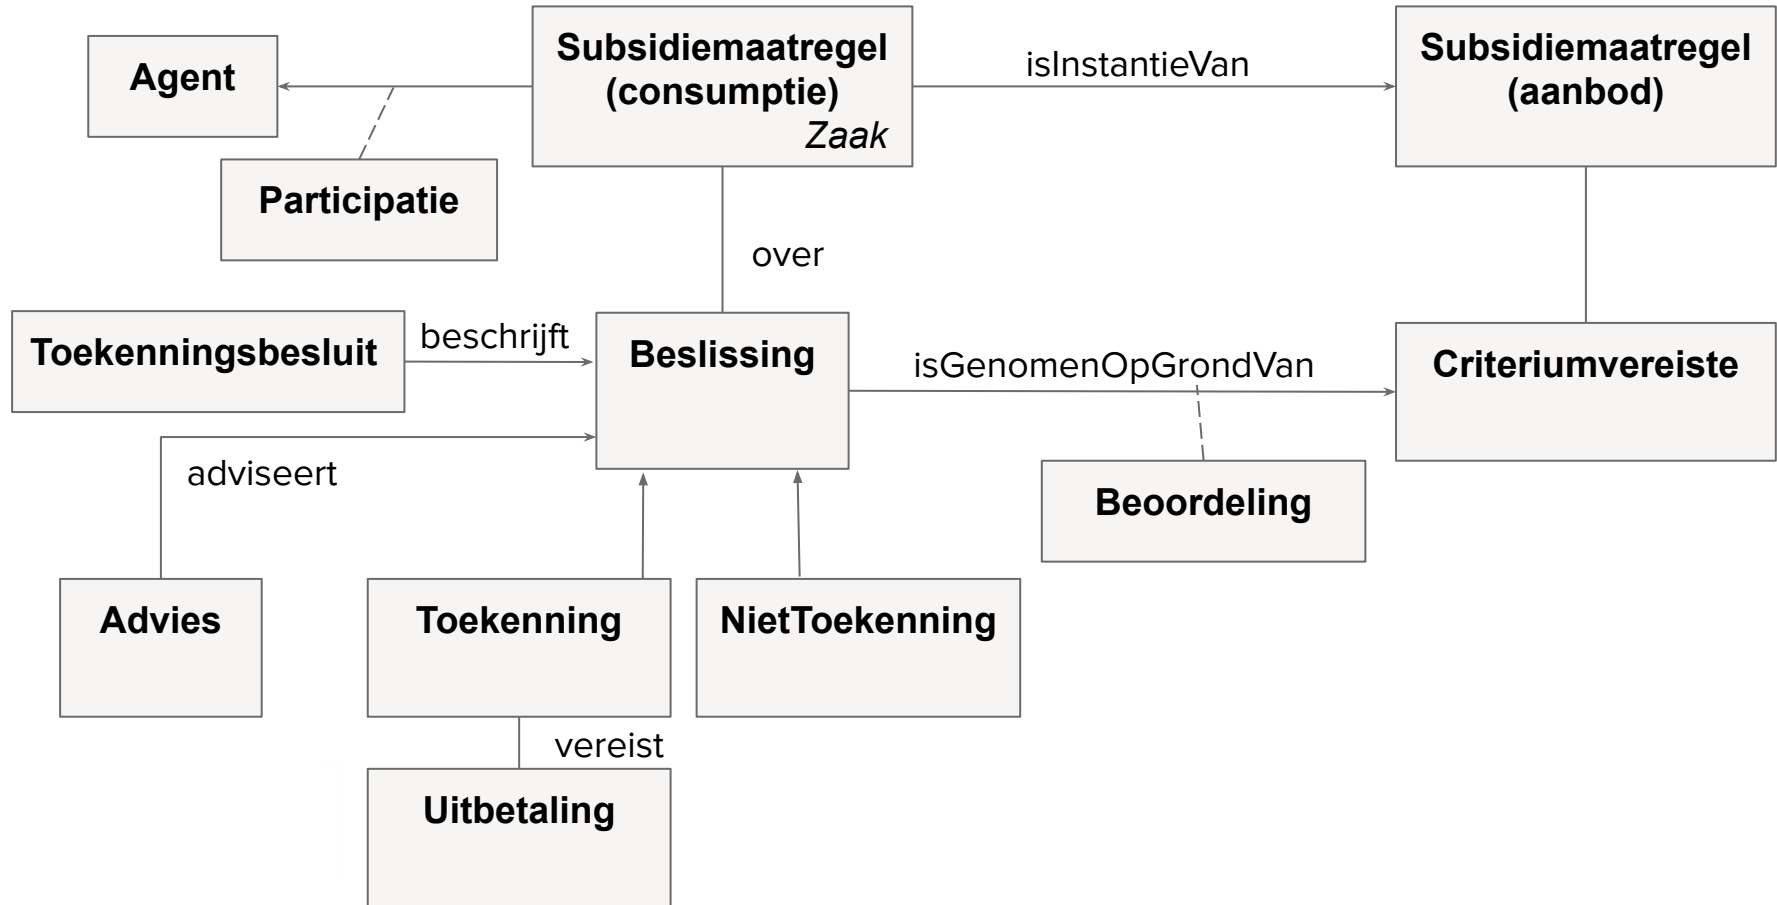 Agent
Subsidiemaatregel
(consumptie)
Zaak
isInstantieVan
Subsidiemaatregel
(aanbod)
Participatie
over
Toekenningsbesluit
beschrijft
Beslissing
isGenomenOpGrondVan
Criteriumvereiste
adviseert
Beoordeling
Advies
Toekenning
NietToekenning
vereist
Uitbetaling